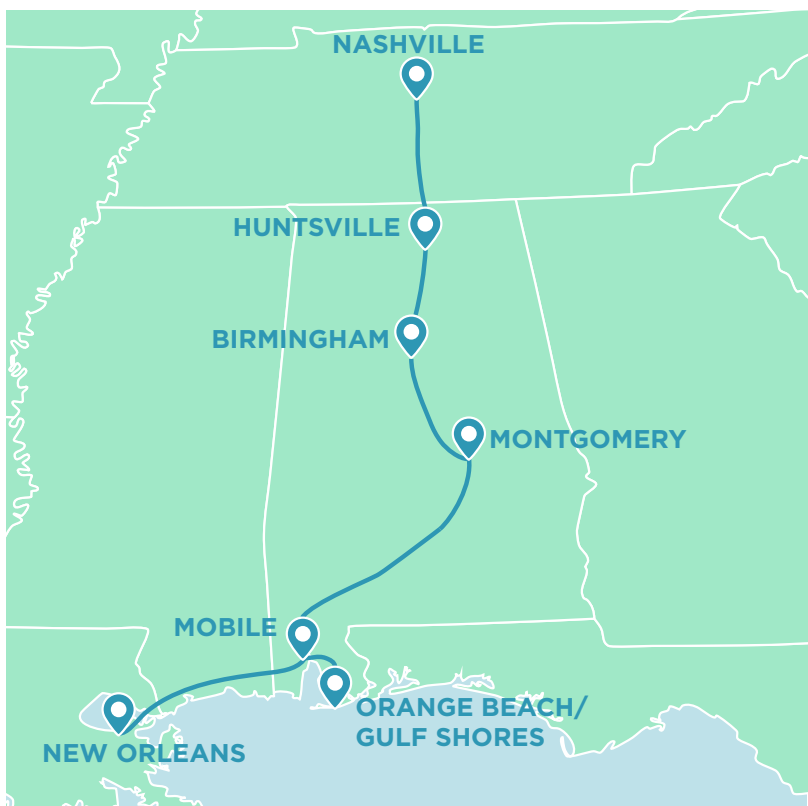 NASHVILLE
HUNTSVILLE
BIRMINGHAM
MONTGOMERY
MOBILE
ORANGE BEACH/
GULF SHORES
NEW ORLEANS